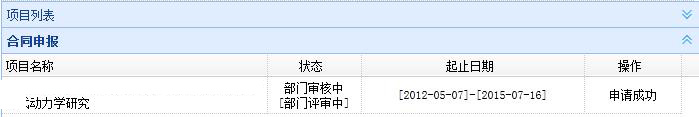 项目列表
合同申报
项目名称 状态 起止日期 操作
动力学研究 部门审核中 [部门评审中] [2012-05-07]-[2015-07-16] 申请成功